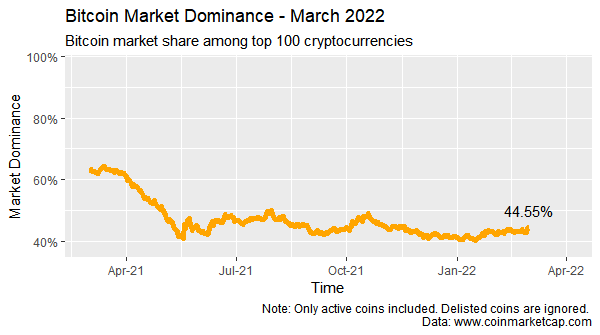 Bitcoin Market Dominance - March 2022
Bitcoin market share among top 100 cryptocurrencies
100%
80%
60%
40%
Market Dominance
44.55%
Apr-21 Jul-21 Oct-21 Jan-22 Apr-22
Time
Note: Only active coins included. Delisted coins are ignored.
Data: www.coinmarketcap.com